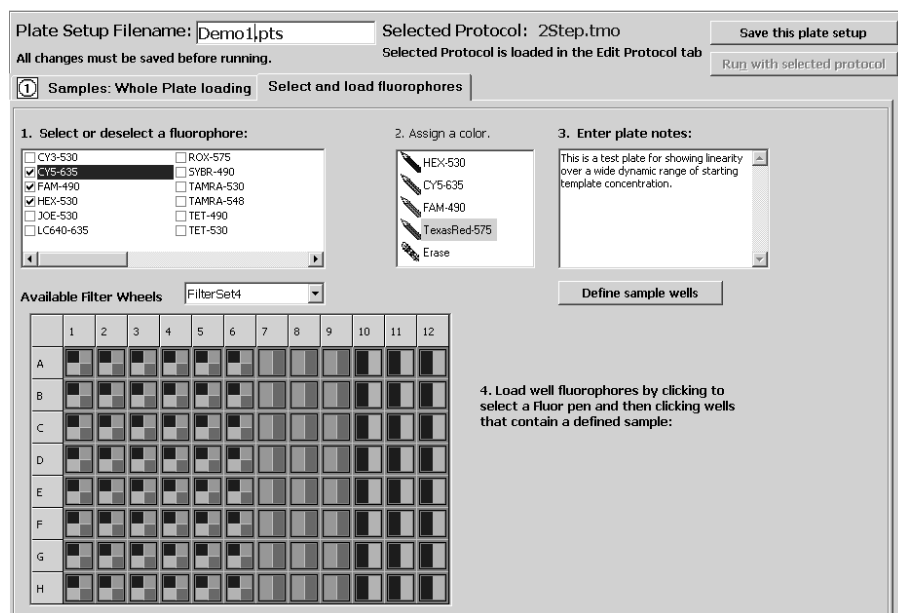 Plate Setup Filename: Demo1.pts
Selected Protocol: 2Step.tmo
Save this plate setup
All changes must be saved before running.
Selected Protocol is loaded in the Edit Protocol tab
Run with selected protocol
1 Samples: Whole Plate loading
Select and load fluorophores
1. Select or deselect a fluorophore:
CY3-530
CY5-635
FAM-490
HEX-530
JOE-530
LC640-635
ROX-575
SYBR-490
TAMRA-530
TAMRA-548
TET-490
TET-530
2. Assign a color.
HEX-530
CY5-635
FAM-490
TexasRed-575
Erase
3. Enter plate notes:
This is a test plate for showing linearity
over a wide dynamic range of starting
template concentration.
Available Filter Wheels FilterSet4
Define sample wells
1 2 3 4 5 6 7 8 9 10 11 12
A
B
C
D
E
F
G
H
4. Load well fluorophores by clicking to
select a Fluor pen and then clicking wells
that contain a defined sample: